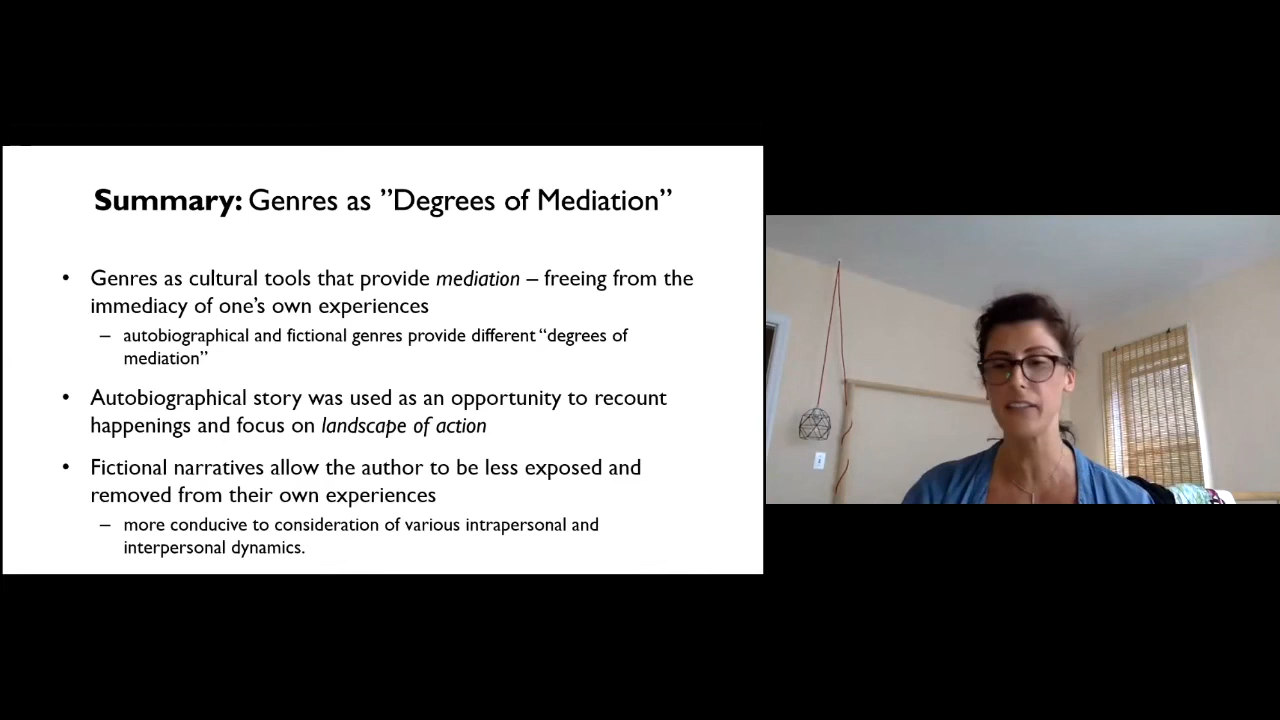 Summary: Genres as ”Degrees of Mediation”
• Genres as cultural tools that provide mediation – freeing from the
immediacy of one’s own experiences
– autobiographical and fictional genres provide different “degrees of
mediation”
• Autobiographical story was used as an opportunity to recount
happenings and focus on landscape of action
• Fictional narratives allow the author to be less exposed and
removed from their own experiences
– more conducive to consideration of various intrapersonal and
interpersonal dynamics.